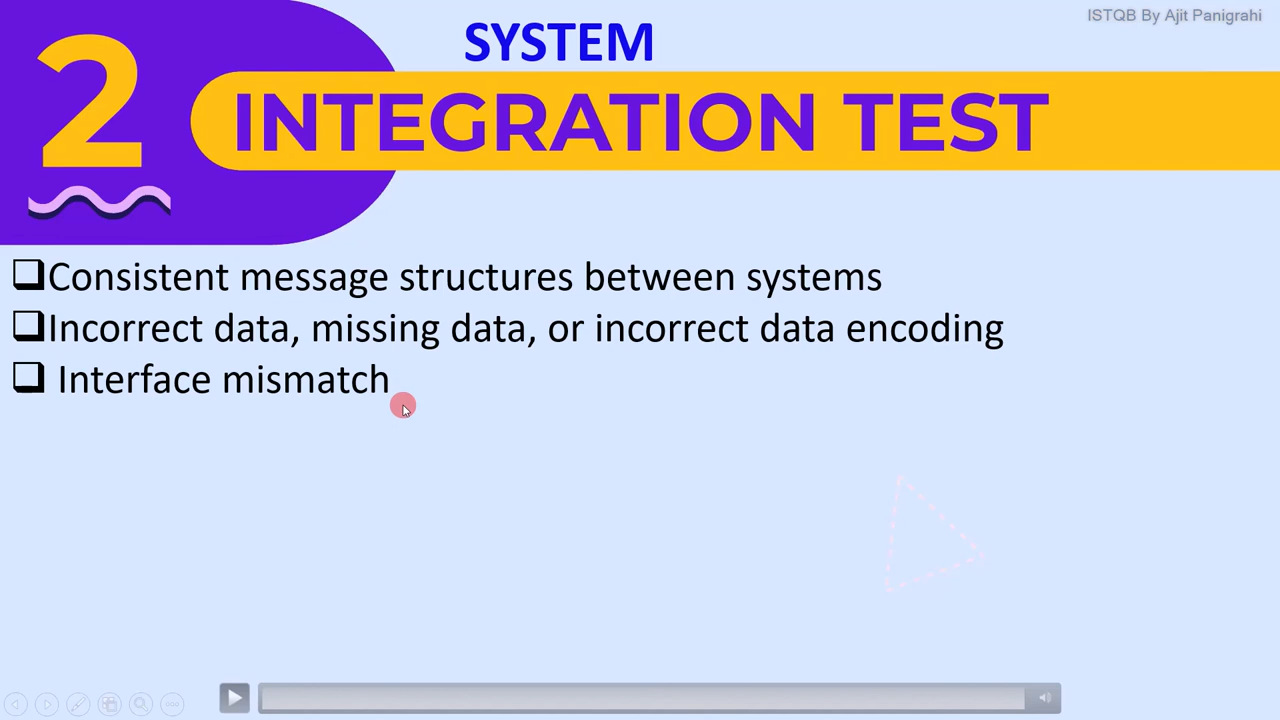 ISTQB By Ajit Panigrahi
2
SYSTEM
INTEGRATION TEST
Consistent message structures between systems
Incorrect data, missing data, or incorrect data encoding
Interface mismatch